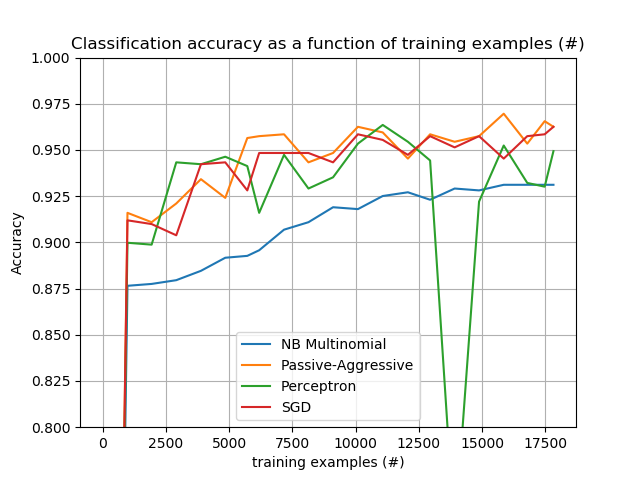 Classification accuracy as a function of training examples (#)
1.000
0.975
0.950
0.925
0.900
0.875
0.850
0.825
0.800
Accuracy
NB Multinomial
Passive-Aggressive
Perceptron
SGD
0 2500 5000 7500 10000 12500 15000 17500
training examples (#)